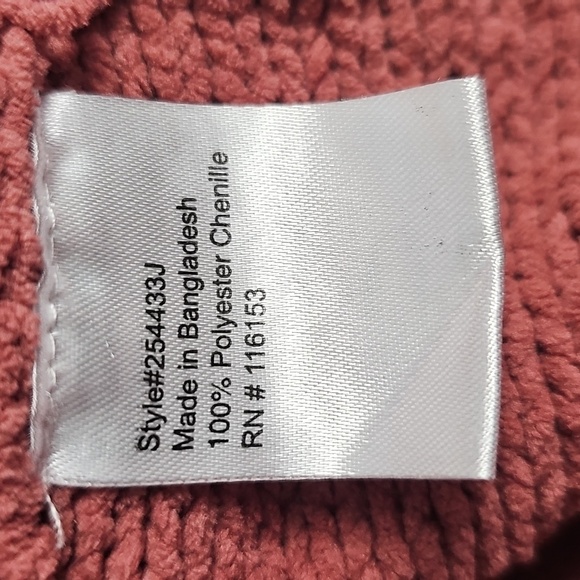 Style#254433J
Made in Bangladesh
100% Polyester Chenille
RN # 116153